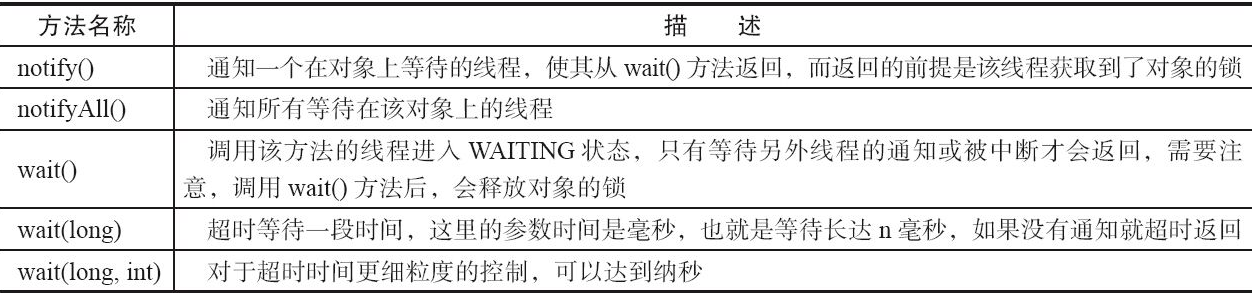 方法名称 描 述
notify() 通知一个在对象上等待的线程，使其从 wait() 方法返回，而返回的前提是该线程获取到了对象的锁
notifyAll() 通知所有等待在该对象上的线程
wait() 调用该方法的线程进入 WAITING 状态，只有等待另外线程的通知或被中断才会返回，需要注
意，调用 wait() 方法后，会释放对象的锁
wait(long) 超时等待一段时间，这里的参数时间是毫秒，也就是等待长达 n 毫秒，如果没有通知就超时返回
wait(long, int) 对于超时时间更细粒度的控制，可以达到纳秒